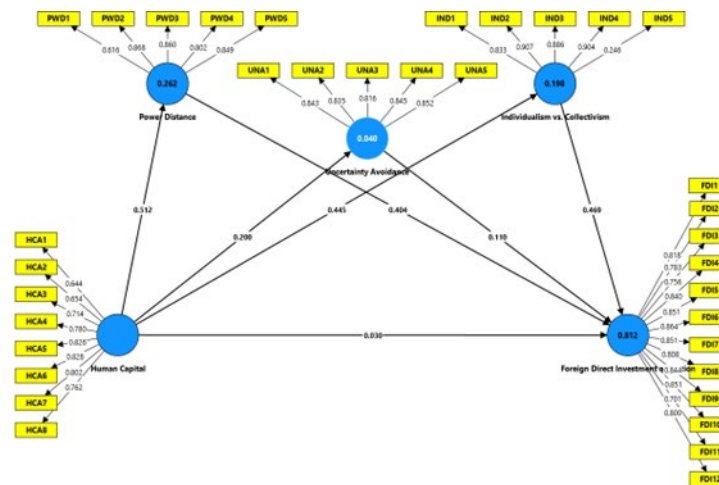 PWD1 PWD2 PWD3 PWD4 PWD5
IND1 IND2 IND3 IND4 IND5
0.616 0.868 0.860 0.802 0.849
0.833 0.907 0.886 0.904 0.246
UNA1 UNA2 UNA3 UNA4 UNA5
0.262
0.198
0.843 0.835 0.816 0.845 0.852
Power Distance
Individualism vs. Collectivism
0.040
Uncertainty Avoidance
FDI1
FDI2
0.512
0.200
0.445
0.404
0.110
0.469
FDI3
FDI4
FDI5
FDI6
FDI7
FDI8
FDI9
FDI10
FDI11
FDI12
HCA1
HCA2
HCA3
HCA4
HCA5
HCA6
HCA7
HCA8
0.644
0.654
0.714
0.780
0.826
0.828
0.802
0.762
Human Capital
0.030
0.818
0.783
0.756
0.840
0.851
0.864
0.851
0.808
0.844
0.851
0.701
0.800
0.812
Foreign Direct Investment